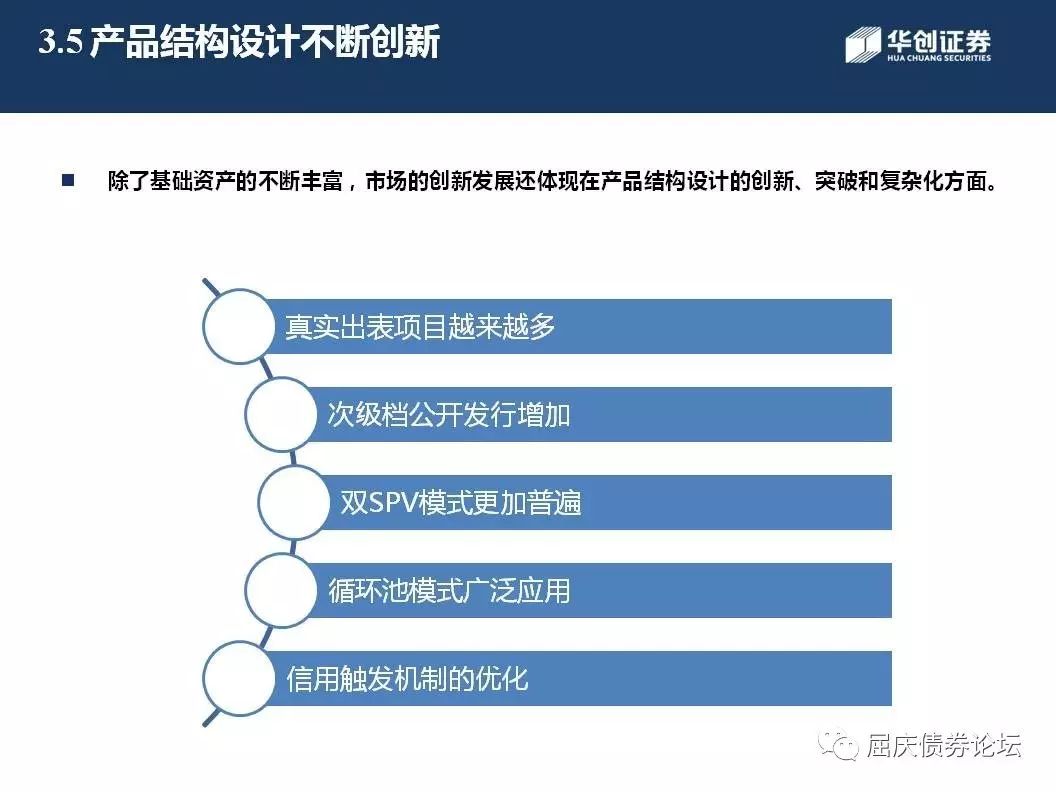 3.5 产品结构设计不断创新
华创证券
HUA CHUANG SECURITIES
除了基础资产的不断丰富，市场的创新发展还体现在产品结构设计的创新、突破和复杂化方面。
真实出表项目越来越多
次级档公开发行增加
双SPV模式更加普遍
循环池模式广泛应用
信用触发机制的优化
屈庆债券论坛